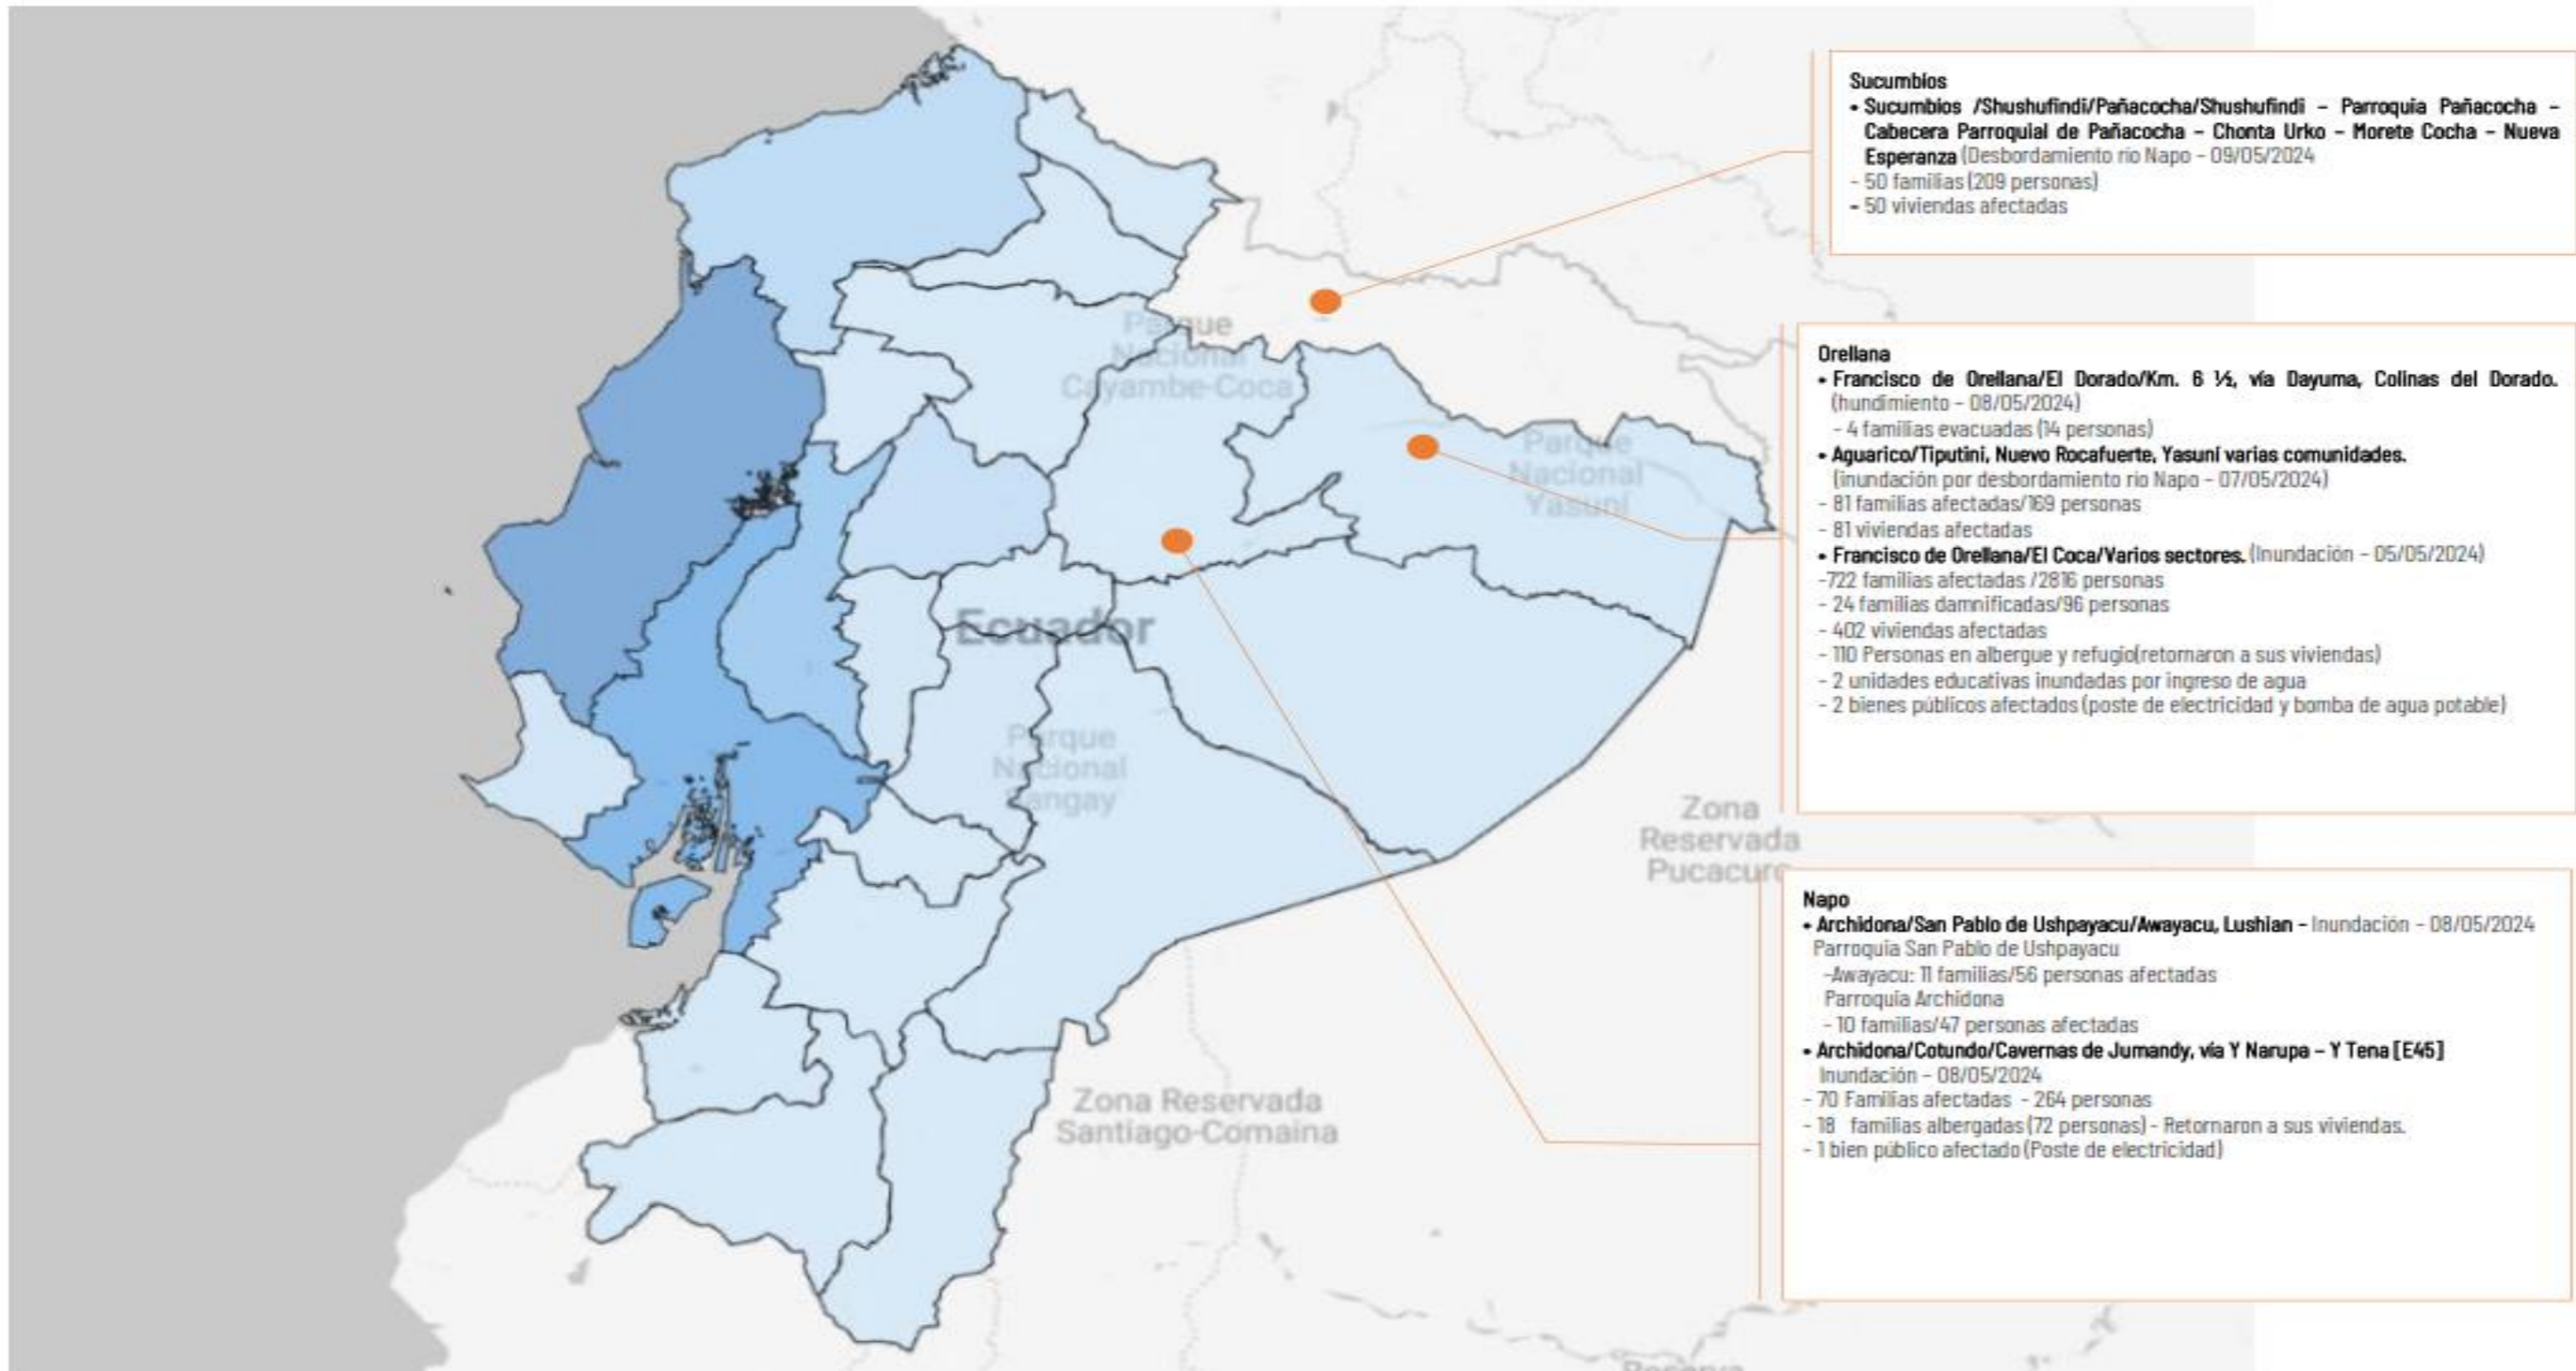 Parque
Nacional
Cayambe-Coca
Parque
Nacional
Yasuní
Ecuador
Parque
Nacional
Sangay
Zona
Reservada
Pucacuro
Zona Reservada
Santiago-Comaina
Reserva
Sucumbíos
• Sucumbíos /Shushufindi/Pañacocha/Shushufindi – Parroquia Pañacocha –
Cabecera Parroquial de Pañacocha – Chonta Urko – Morete Cocha – Nueva
Esperanza (Desbordamiento río Napo – 09/05/2024
- 50 familias (209 personas)
- 50 viviendas afectadas
Orellana
• Francisco de Orellana/El Dorado/Km. 6 ½, vía Dayuma, Colinas del Dorado.
(hundimiento – 08/05/2024)
- 4 familias evacuadas (14 personas)
• Aguarico/Tiputini, Nuevo Rocafuerte, Yasuní varias comunidades.
(inundación por desbordamiento río Napo – 07/05/2024)
- 81 familias afectadas/169 personas
- 81 viviendas afectadas
• Francisco de Orellana/El Coca/Varios sectores. (Inundación – 05/05/2024)
-722 familias afectadas /2816 personas
- 24 familias damnificadas/96 personas
- 402 viviendas afectadas
- 110 Personas en albergue y refugio(retornaron a sus viviendas)
- 2 unidades educativas inundadas por ingreso de agua
- 2 bienes públicos afectados (poste de electricidad y bomba de agua potable)
Napo
• Archidona/San Pablo de Ushpayacu/Awayacu, Lushian – Inundación – 08/05/2024
Parroquia San Pablo de Ushpayacu
-Awayacu: 11 familias/56 personas afectadas
Parroquia Archidona
- 10 familias/47 personas afectadas
• Archidona/Cotundo/Cavernas de Jumandy, vía Y Narupa – Y Tena [E45]
Inundación – 08/05/2024
- 70 Familias afectadas - 264 personas
- 18 familias albergadas (72 personas) - Retornaron a sus viviendas.
- 1 bien público afectado (Poste de electricidad)